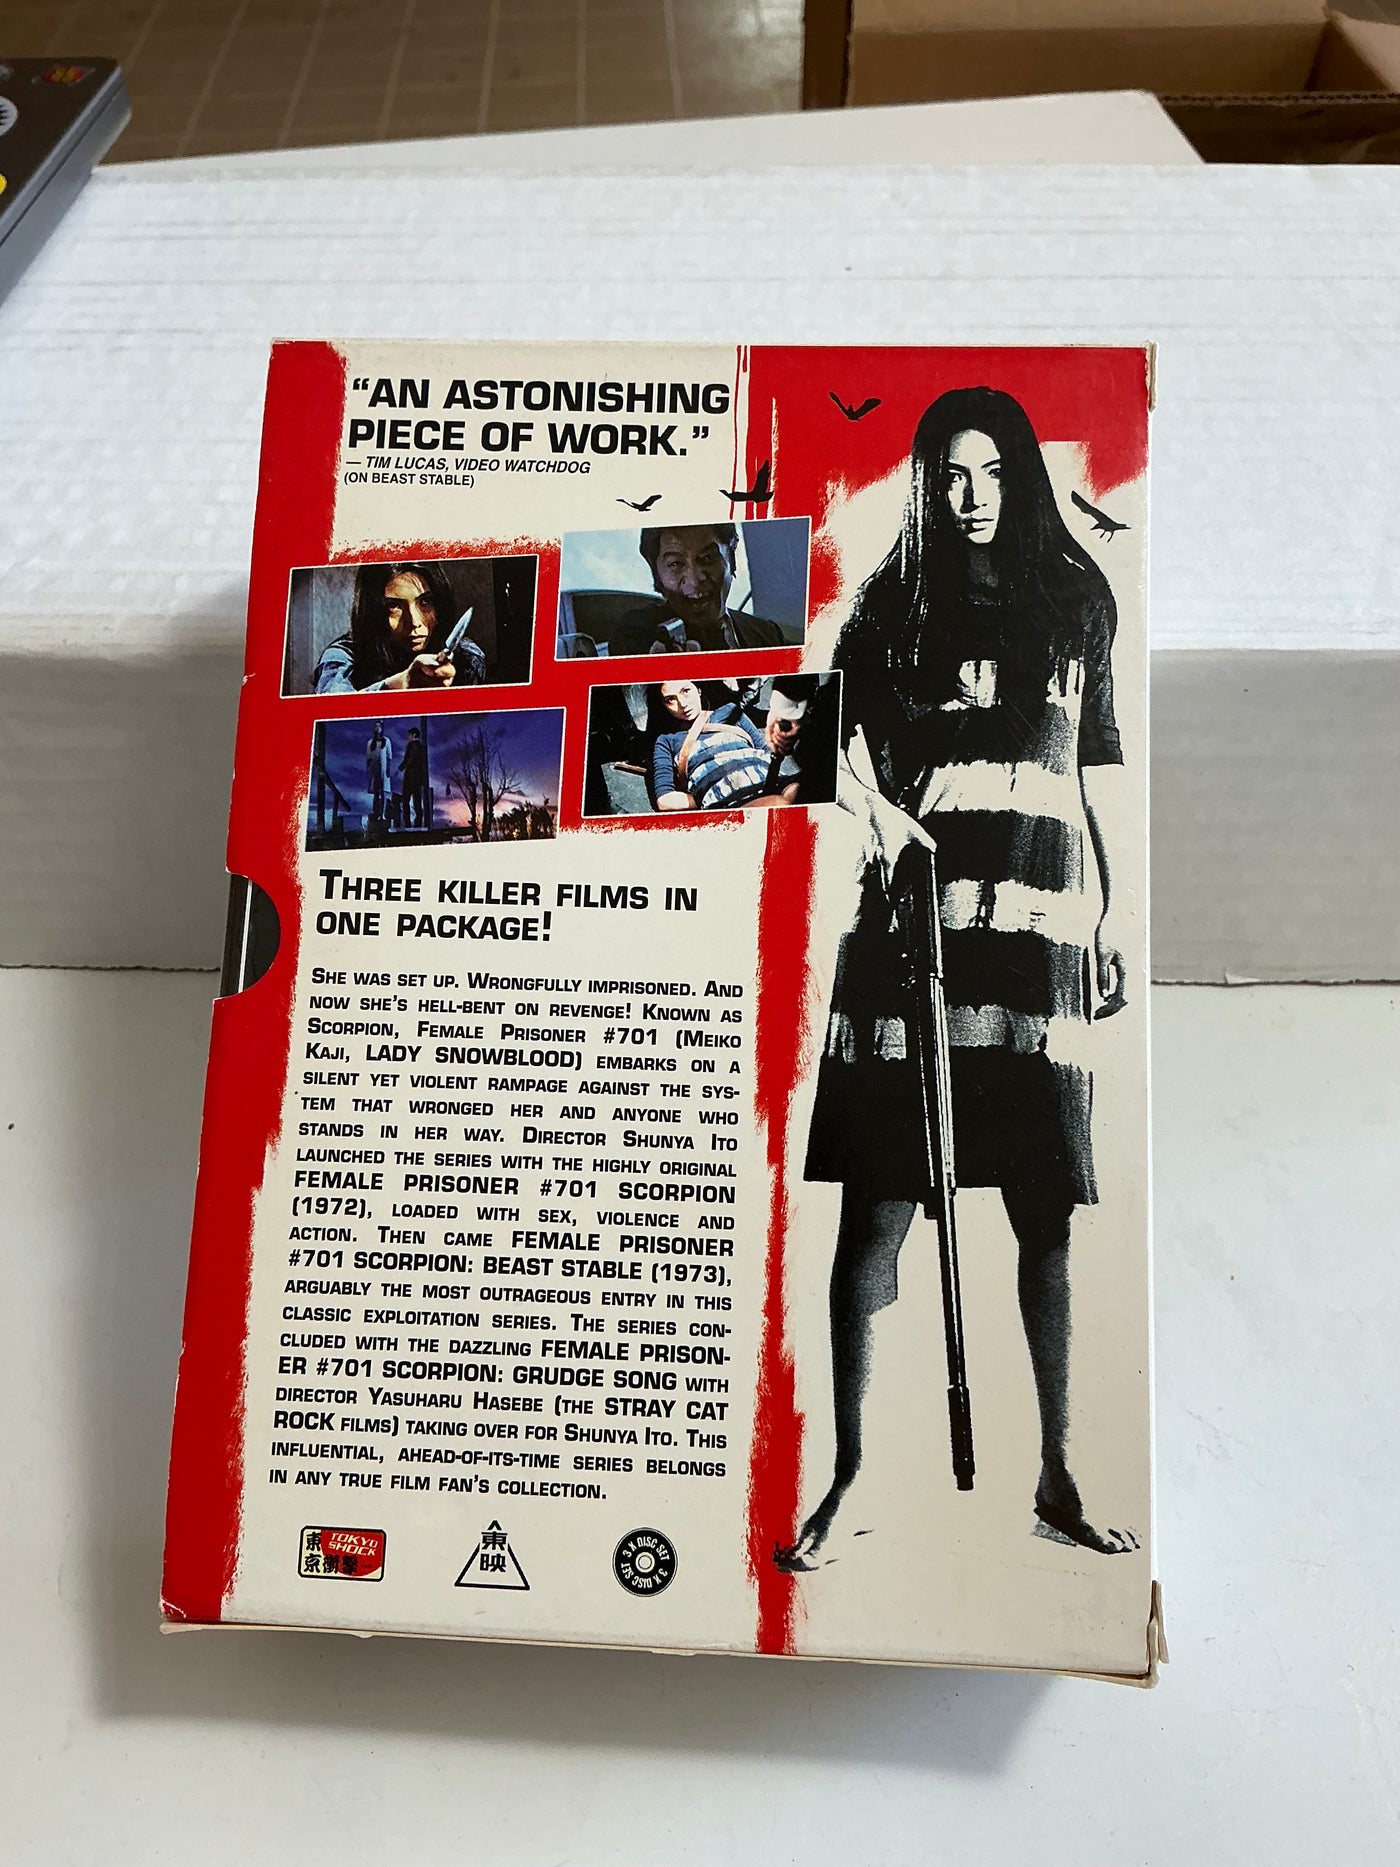 “AN ASTONISHING
PIECE OF WORK.”
— TIM LUCAS, VIDEO WATCHDOG
(ON BEAST STABLE)
THREE KILLER FILMS IN
ONE PACKAGE!
SHE WAS SET UP. WRONGFULLY IMPRISONED. AND
NOW SHE’S HELL-BENT ON REVENGE! KNOWN AS
SCORPION, FEMALE PRISONER #701 (MEIKO
KAJI, LADY SNOWBLOOD) EMBARKS ON A
SILENT YET VIOLENT RAMPAGE AGAINST THE SYS-
TEM THAT WRONGED HER AND ANYONE WHO
STANDS IN HER WAY. DIRECTOR SHUNYA ITO
LAUNCHED THE SERIES WITH THE HIGHLY ORIGINAL
FEMALE PRISONER #701 SCORPION
(1972), LOADED WITH SEX, VIOLENCE AND
ACTION. THEN CAME FEMALE PRISONER
#701 SCORPION: BEAST STABLE (1973),
ARGUABLY THE MOST OUTRAGEOUS ENTRY IN THIS
CLASSIC EXPLOITATION SERIES. THE SERIES CON-
CLUDED WITH THE DAZZLING FEMALE PRISON-
ER #701 SCORPION: GRUDGE SONG WITH
DIRECTOR YASUHARU HASEBE (THE STRAY CAT
ROCK FILMS) TAKING OVER FOR SHUNYA ITO. THIS
INFLUENTIAL, AHEAD-OF-ITS-TIME SERIES BELONGS
IN ANY TRUE FILM FAN’S COLLECTION.
東京衝撃
TOKYO
SHOCK
東映
3 X DISC SET
3 X DISC SET